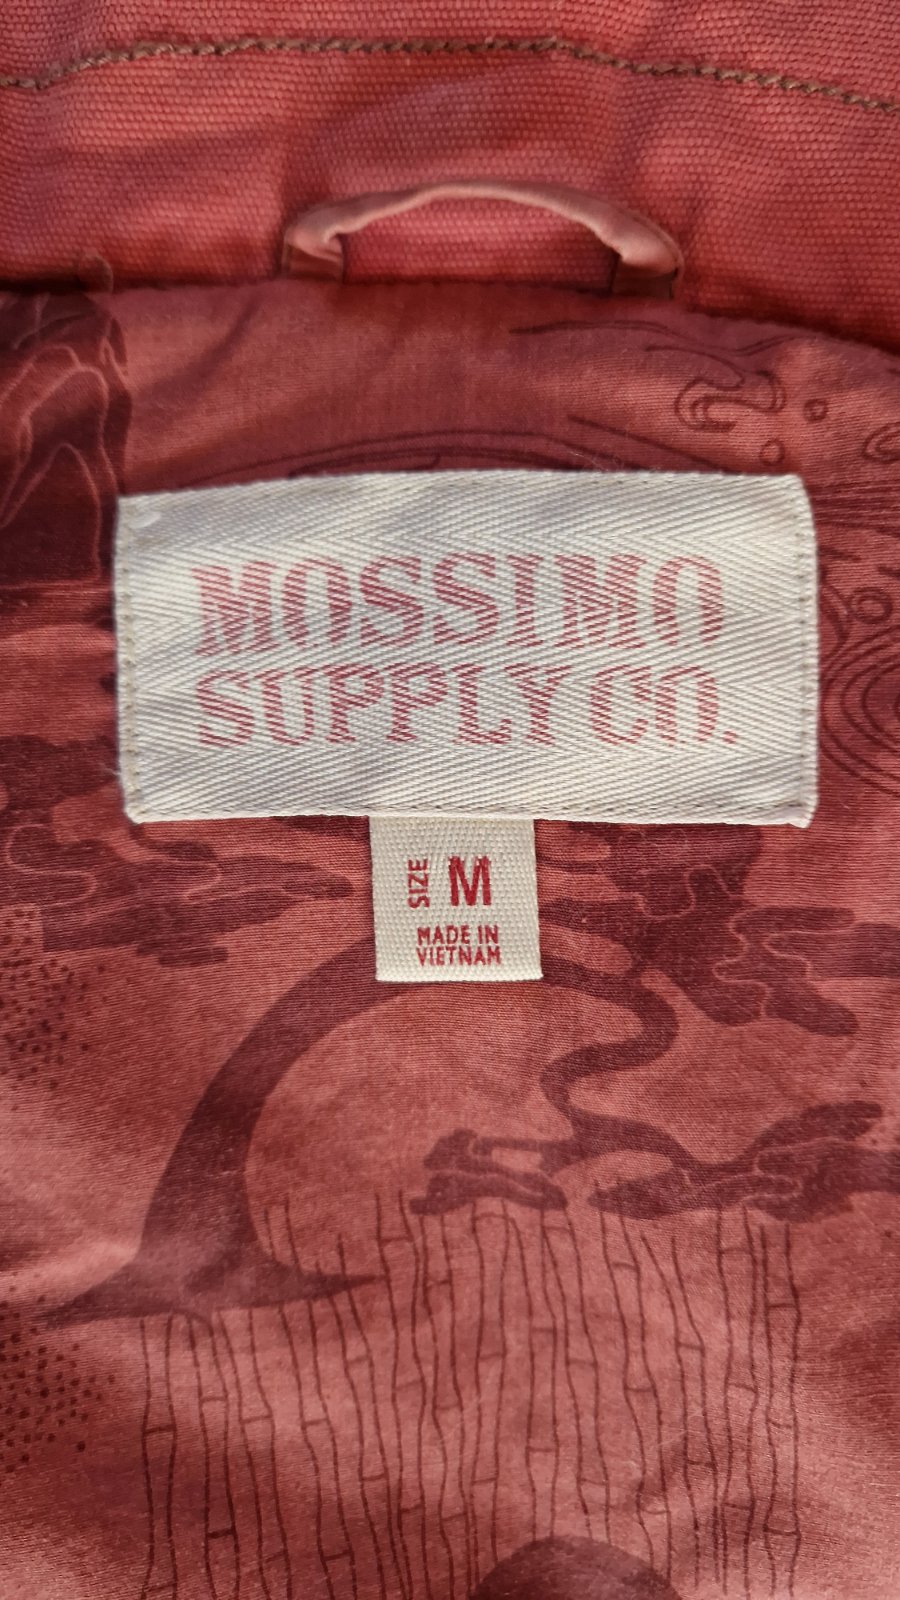 MOSSIMO
SUPPLY CO.
SIZE M
MADE IN
VIETNAM